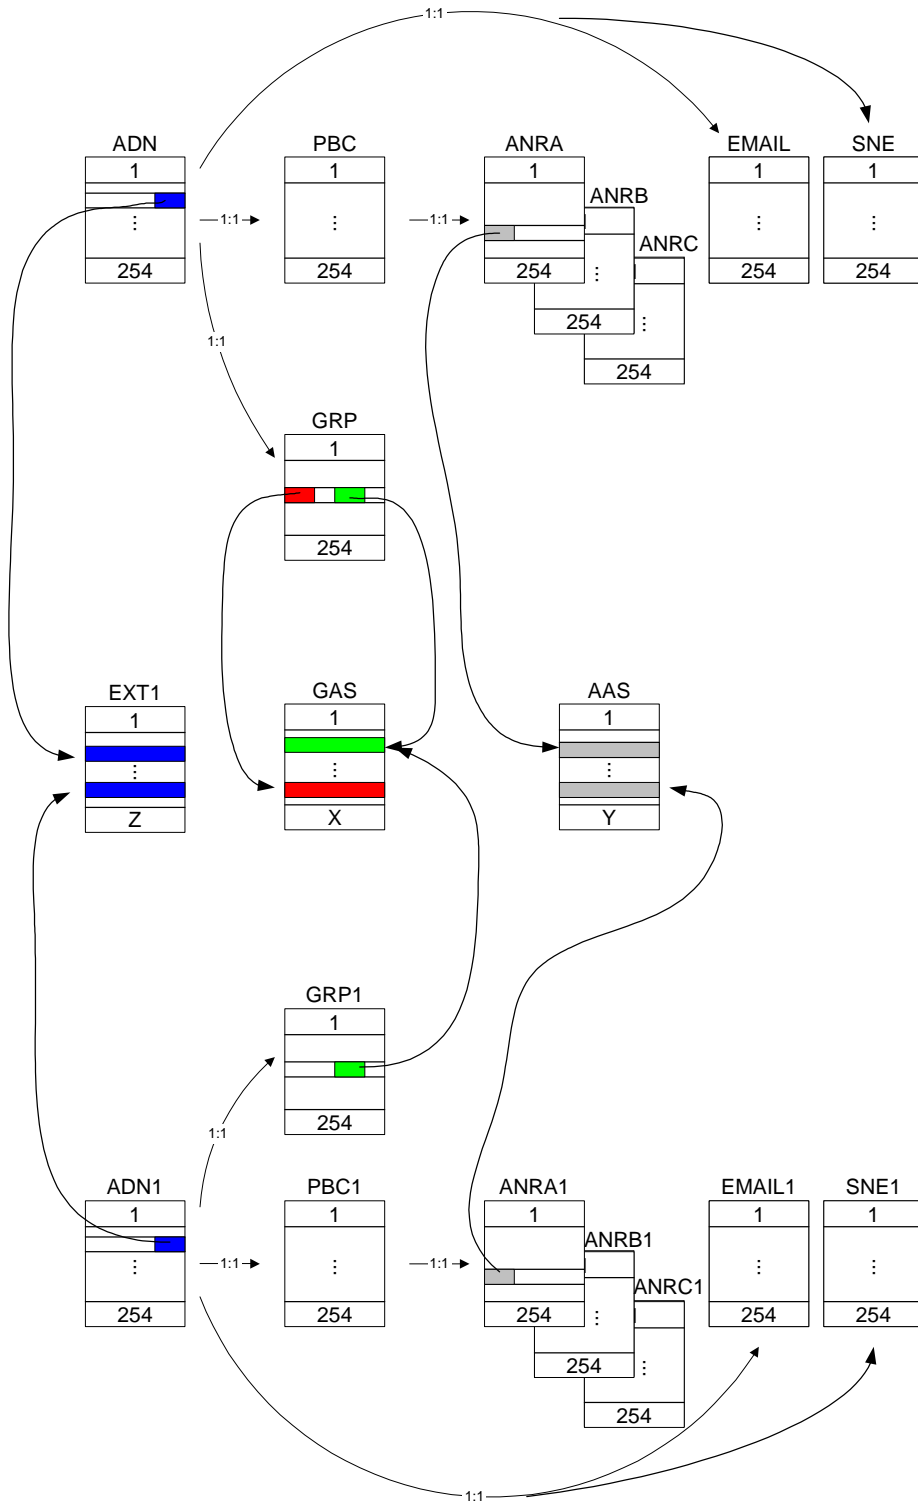 1:1
ADN PBC ANRA EMAIL SNE
1 1 1 1 1
ANRB
1:1 1:1
⋮ ⋮ ⋮ ⋮
ANRC
254 254 254 254 254
⋮
254
⋮
1:1
254
GRP
1
254
EXT1 GAS AAS
1 1 1
⋮ ⋮ ⋮
Z X Y
GRP1
1
254
1:1
ADN1 PBC1 ANRA1 EMAIL1 SNE1
1 1 1 1 1
ANRB1
1:1 1:1
⋮ ⋮ ⋮ ⋮
ANRC1
254 254 254 254 254
⋮
254
⋮
254
1:1